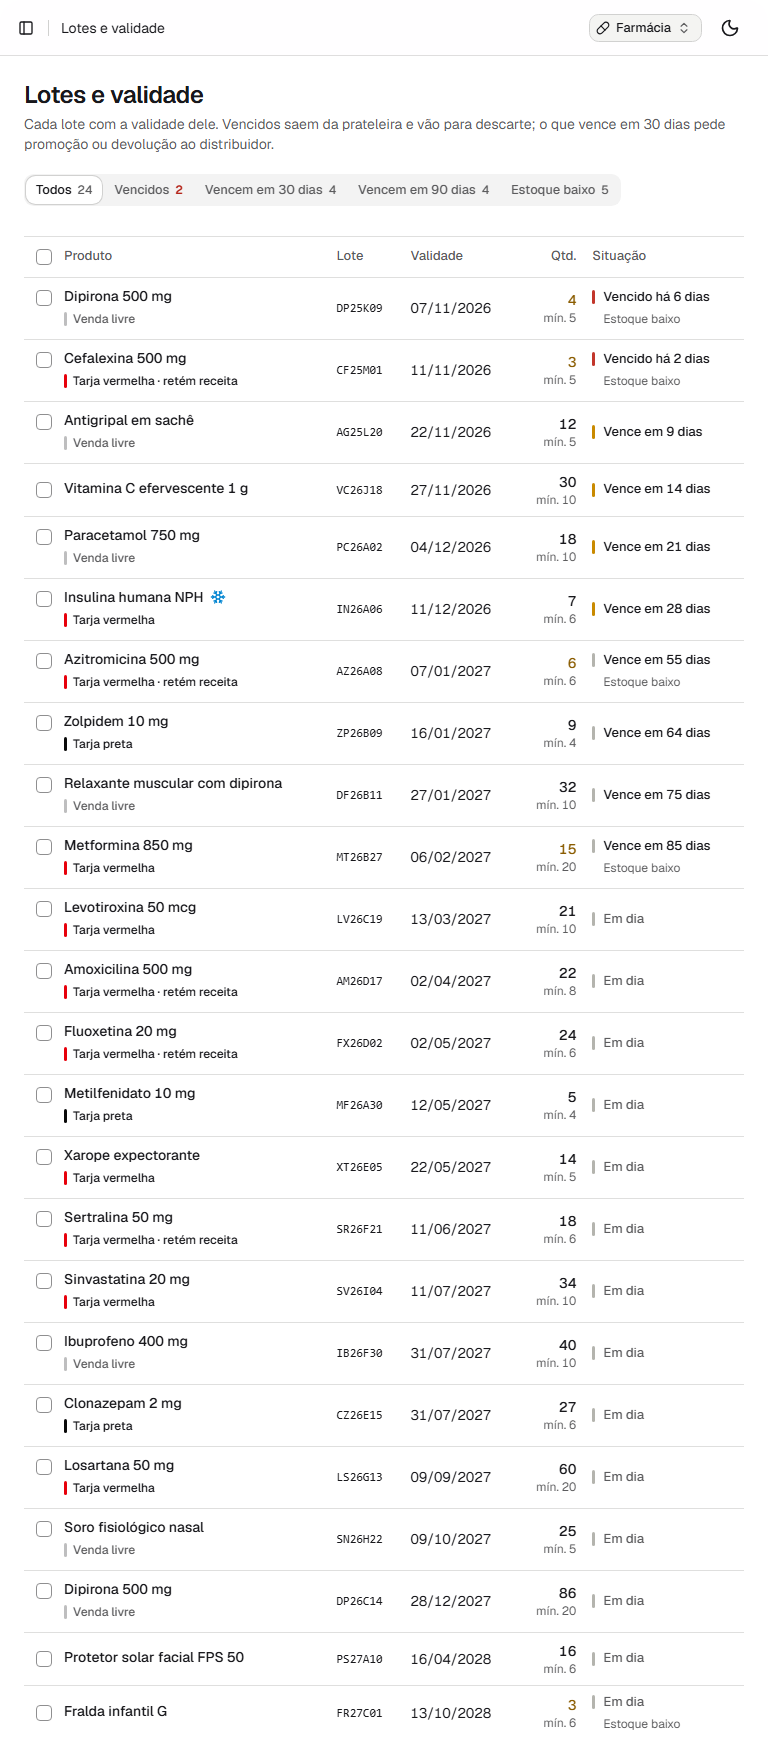 Lotes e validade
Farmácia
Lotes e validade
Cada lote com a validade dele. Vencidos saem da prateleira e vão para descarte; o que vence em 30 dias pede
promoção ou devolução ao distribuidor.
Todos 24 Vencidos 2 Vencem em 30 dias 4 Vencem em 90 dias 4 Estoque baixo 5
Produto Lote Validade Qtd. Situação
Dipirona 500 mg DP25K09 07/11/2026 4 Vencido há 6 dias
Venda livre mín. 5 Estoque baixo
Cefalexina 500 mg CF25M01 11/11/2026 3 Vencido há 2 dias
Tarja vermelha · retém receita mín. 5 Estoque baixo
Antigripal em sachê AG25L20 22/11/2026 12 Vence em 9 dias
Venda livre mín. 5
Vitamina C efervescente 1 g VC26J18 27/11/2026 30 Vence em 14 dias
mín. 10
Paracetamol 750 mg PC26A02 04/12/2026 18 Vence em 21 dias
Venda livre mín. 10
Insulina humana NPH IN26A06 11/12/2026 7 Vence em 28 dias
Tarja vermelha mín. 6
Azitromicina 500 mg AZ26A08 07/01/2027 6 Vence em 55 dias
Tarja vermelha · retém receita mín. 6 Estoque baixo
Zolpidem 10 mg ZP26B09 16/01/2027 9 Vence em 64 dias
Tarja preta mín. 4
Relaxante muscular com dipirona DF26B11 27/01/2027 32 Vence em 75 dias
Venda livre mín. 10
Metformina 850 mg MT26B27 06/02/2027 15 Vence em 85 dias
Tarja vermelha mín. 20 Estoque baixo
Levotiroxina 50 mcg LV26C19 13/03/2027 21 Em dia
Tarja vermelha mín. 10
Amoxicilina 500 mg AM26D17 02/04/2027 22 Em dia
Tarja vermelha · retém receita mín. 8
Fluoxetina 20 mg FX26D02 02/05/2027 24 Em dia
Tarja vermelha · retém receita mín. 6
Metilfenidato 10 mg MF26A30 12/05/2027 5 Em dia
Tarja preta mín. 4
Xarope expectorante XT26E05 22/05/2027 14 Em dia
Tarja vermelha mín. 5
Sertralina 50 mg SR26F21 11/06/2027 18 Em dia
Tarja vermelha · retém receita mín. 6
Sinvastatina 20 mg SV26I04 11/07/2027 34 Em dia
Tarja vermelha mín. 10
Ibuprofeno 400 mg IB26F30 31/07/2027 40 Em dia
Venda livre mín. 10
Clonazepam 2 mg CZ26E15 31/07/2027 27 Em dia
Tarja preta mín. 6
Losartana 50 mg LS26G13 09/09/2027 60 Em dia
Tarja vermelha mín. 20
Soro fisiológico nasal SN26H22 09/10/2027 25 Em dia
Venda livre mín. 5
Dipirona 500 mg DP26C14 28/12/2027 86 Em dia
Venda livre mín. 20
Protetor solar facial FPS 50 PS27A10 16/04/2028 16 Em dia
mín. 6
Fralda infantil G FR27C01 13/10/2028 3 Em dia
mín. 6 Estoque baixo